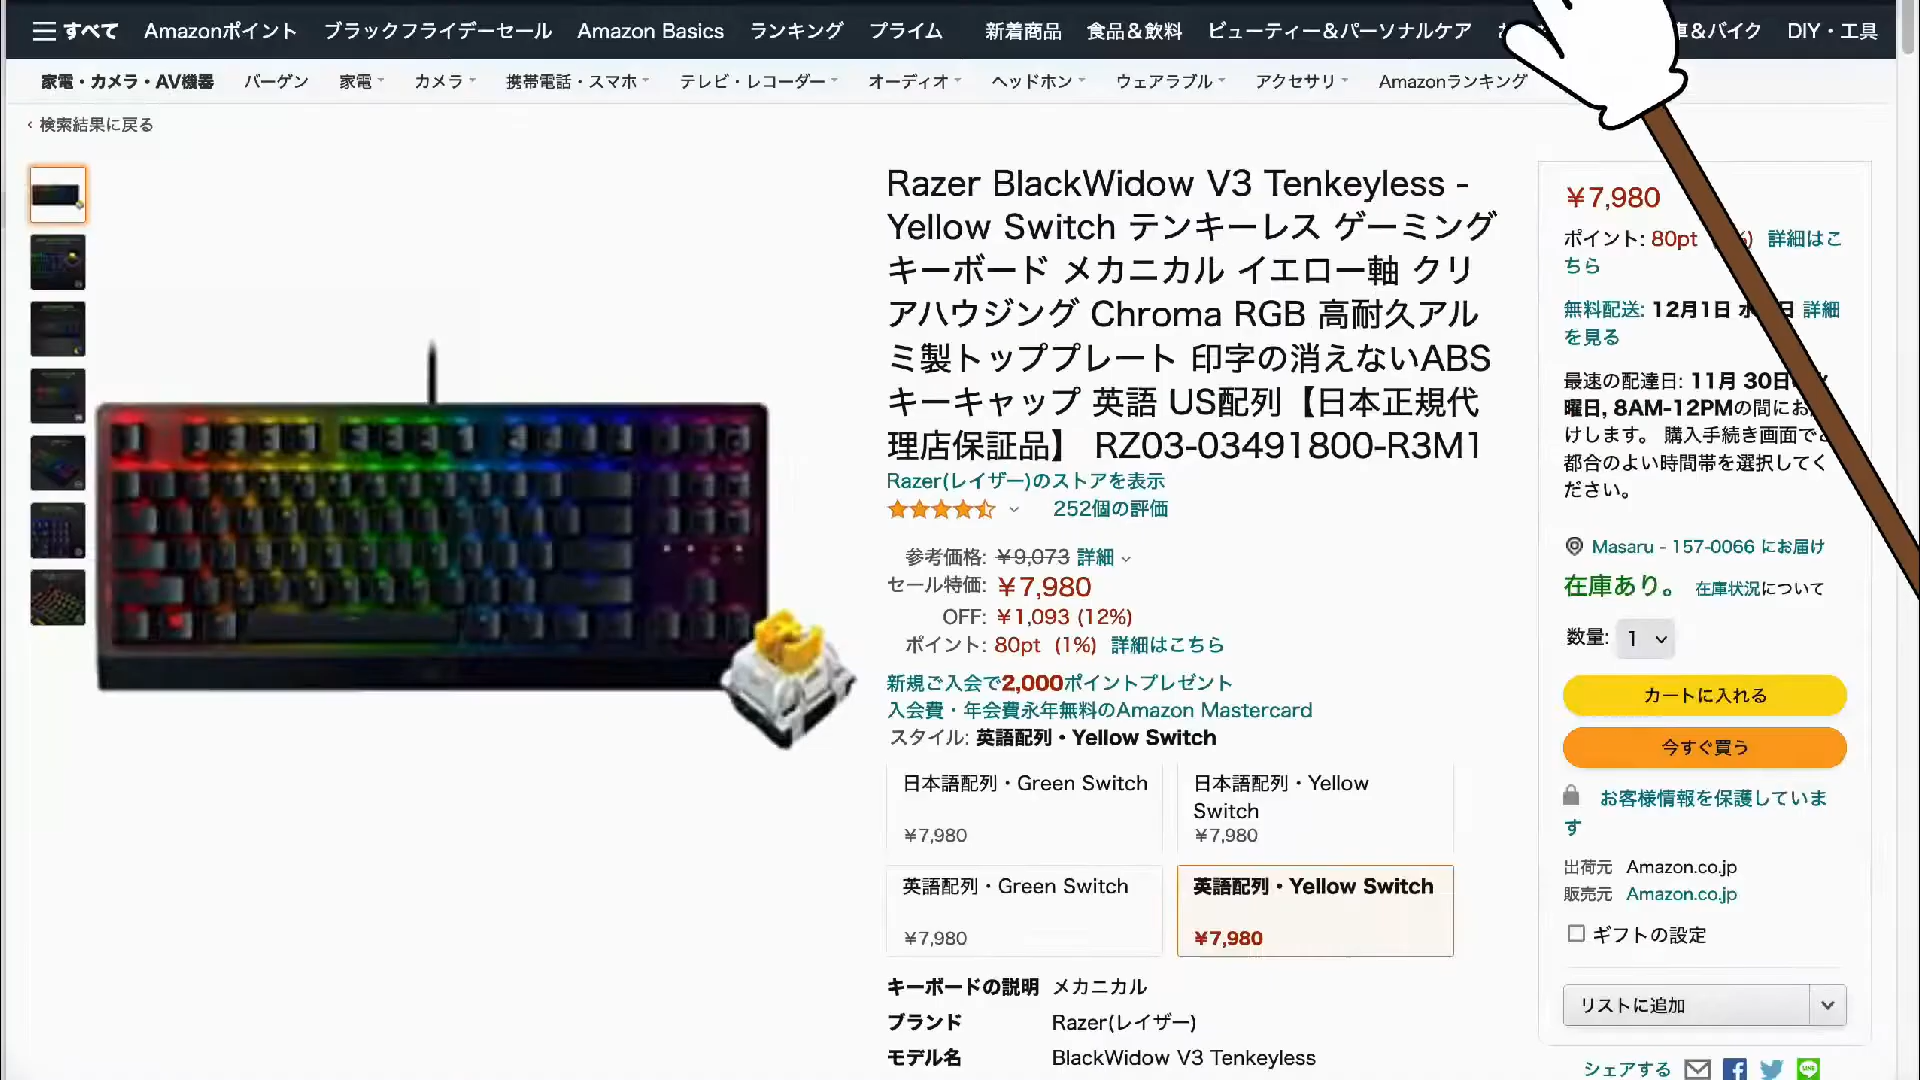 すべて Amazonポイント ブラックフライデーセール Amazon Basics ランキング プライム 新着商品 食品&飲料 ビューティー&パーソナルケア &バイク DIY・工具
家電・カメラ・AV機器 バーゲン 家電 カメラ 携帯電話・スマホ テレビ・レコーダー オーディオ ヘッドホン ウェアラブル アクセサリ Amazonランキング
‹ 検索結果に戻る
Razer BlackWidow V3 Tenkeyless -
Yellow Switch テンキーレス ゲーミング
キーボード メカニカル イエロー軸 クリ
アハウジング Chroma RGB 高耐久アル
ミ製トッププレート 印字の消えないABS
キーキャップ 英語 US配列【日本正規代
理店保証品】 RZ03-03491800-R3M1
Razer(レイザー)のストアを表示
252個の評価
参考価格: ¥9,073 詳細
セール特価: ¥7,980
OFF: ¥1,093 (12%)
ポイント: 80pt (1%) 詳細はこちら
新規ご入会で2,000ポイントプレゼント
入会費・年会費永年無料のAmazon Mastercard
スタイル: 英語配列・Yellow Switch
日本語配列・Green Switch
¥7,980
日本語配列・Yellow
Switch
¥7,980
英語配列・Green Switch
¥7,980
英語配列・Yellow Switch
¥7,980
キーボードの説明 メカニカル
ブランド Razer(レイザー)
モデル名 BlackWidow V3 Tenkeyless
¥7,980
ポイント: 80pt %) 詳細はこ
ちら
無料配送: 12月1日 日 詳細
を見る
最速の配達日: 11月 30日
曜日, 8AM-12PMの間にお
けします。 購入手続き画面で
都合のよい時間帯を選択してく
ださい。
Masaru - 157-0066 にお届け
在庫あり。 在庫状況について
数量: 1
カートに入れる
今すぐ買う
お客様情報を保護していま
す
出荷元 Amazon.co.jp
販売元 Amazon.co.jp
ギフトの設定
リストに追加
シェアする